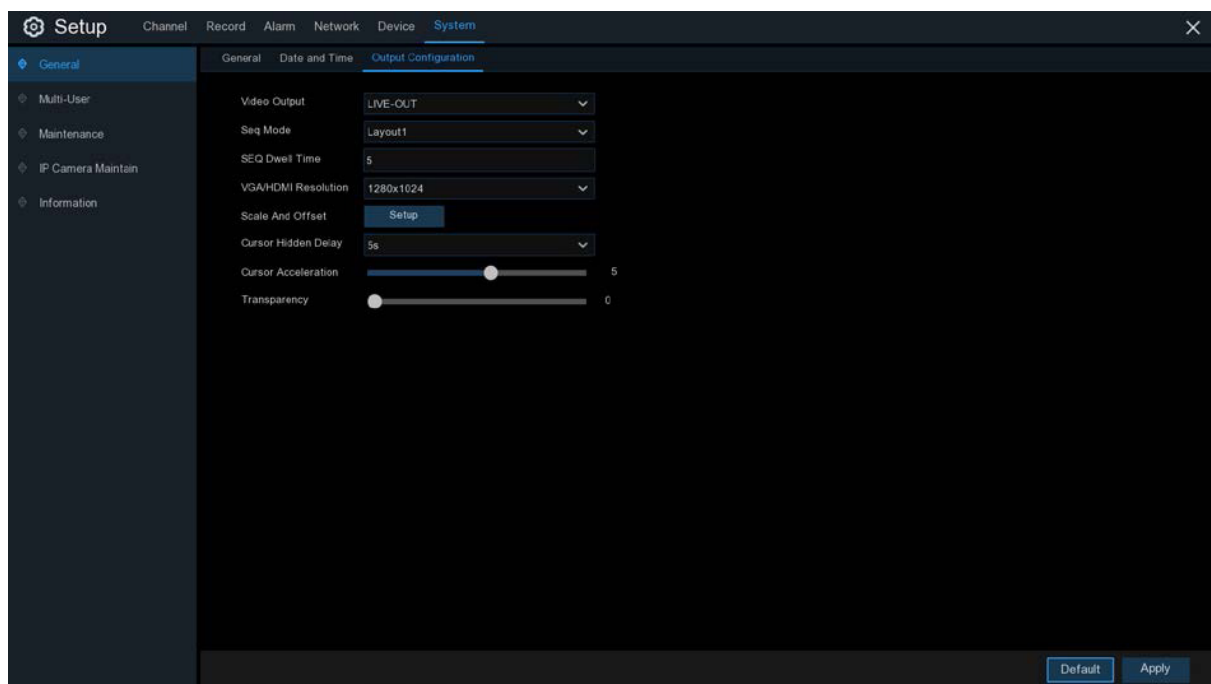 Setup Channel Record Alarm Network Device System
General Date and Time Output Configuration
General
Multi-User
Maintenance
IP Camera Maintain
Information
Video Output LIVE-OUT
Seq Mode Layout1
SEQ Dwell Time 5
VGA/HDMI Resolution 1280x1024
Scale And Offset Setup
Cursor Hidden Delay 5s
Cursor Acceleration 5
Transparency 0
Default Apply